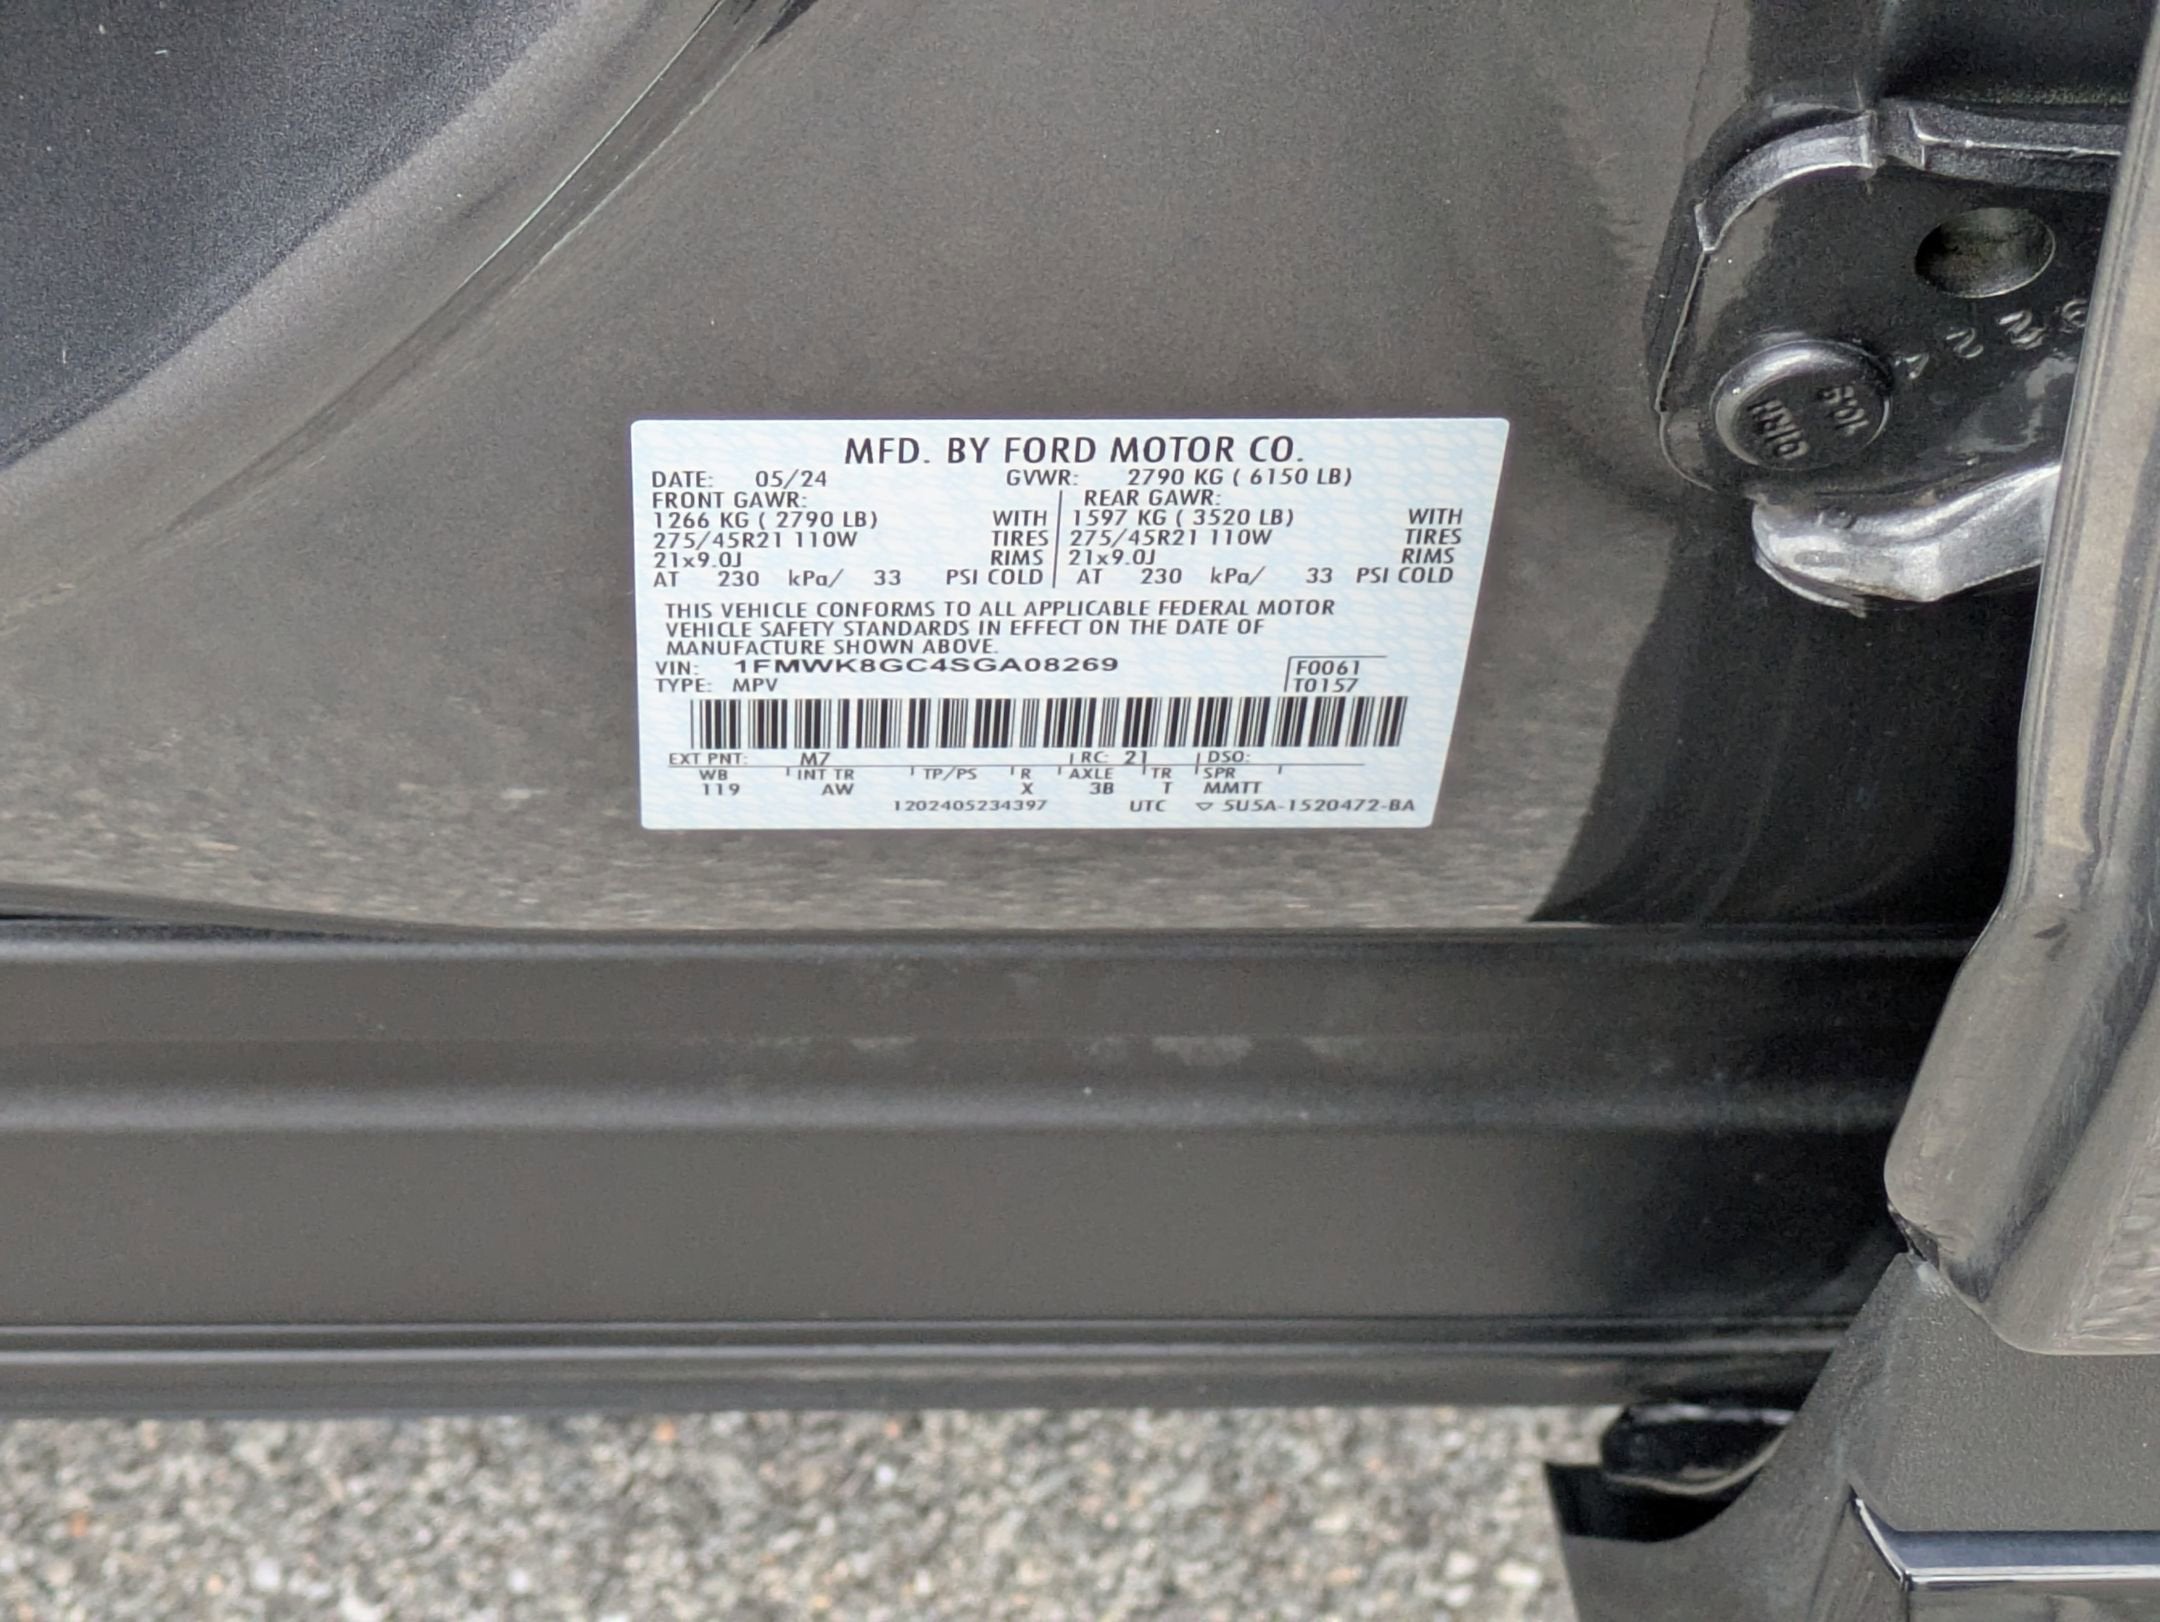 MFD. BY FORD MOTOR CO.
DATE: 05/24 GVWR: 2790 KG ( 6150 LB)
FRONT GAWR: REAR GAWR:
1266 KG ( 2790 LB) WITH 1597 KG ( 3520 LB) WITH
275/45R21 110W TIRES 275/45R21 110W TIRES
21x9.0J RIMS 21x9.0J RIMS
AT 230 kPa/ 33 PSI COLD AT 230 kPa/ 33 PSI COLD
THIS VEHICLE CONFORMS TO ALL APPLICABLE FEDERAL MOTOR
VEHICLE SAFETY STANDARDS IN EFFECT ON THE DATE OF
MANUFACTURE SHOWN ABOVE.
VIN: 1FMWK8GC4SGA08269 F0061
TYPE: MPV T0157
EXT PNT: M7 RC: 21 DSO:
WB INT TR TP/PS R AXLE TR SPR
119 AW X 3B T MMTT
1202405234397 UTC ▽ 5U5A-1520472-BA
10.9